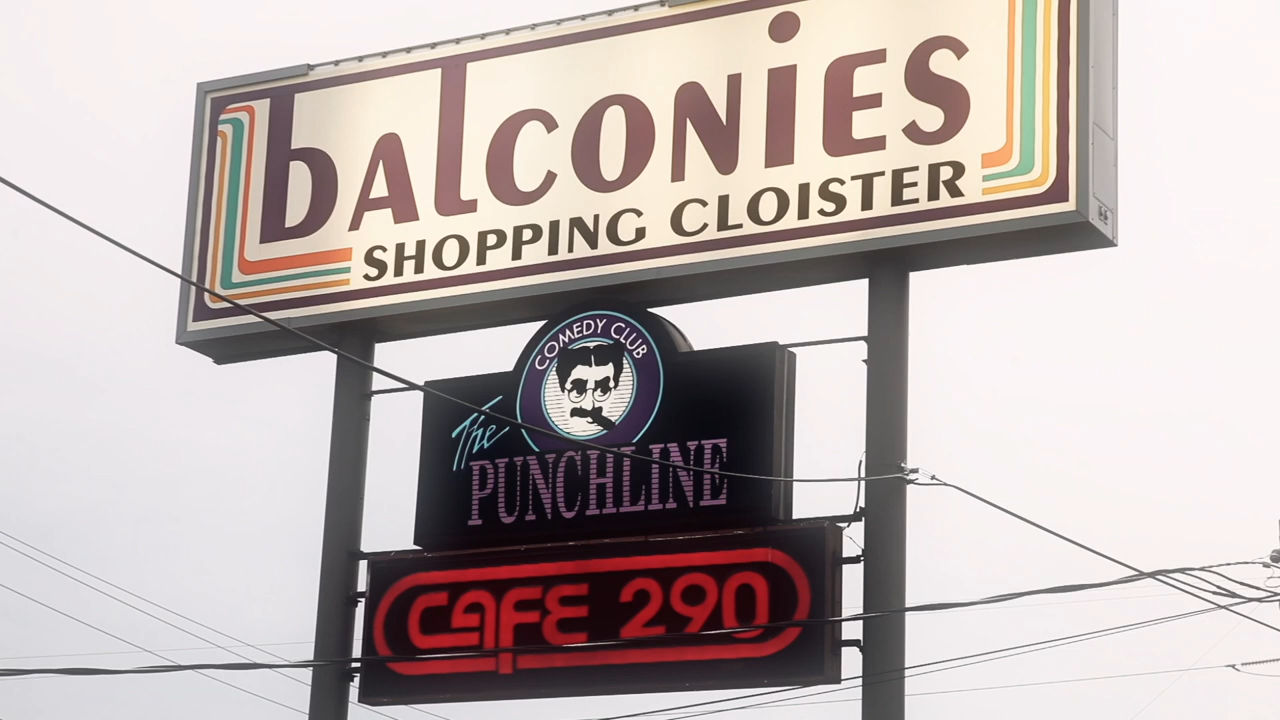 balconies
SHOPPING CLOISTER
COMEDY CLUB
The
PUNCHLINE
CAFE 290